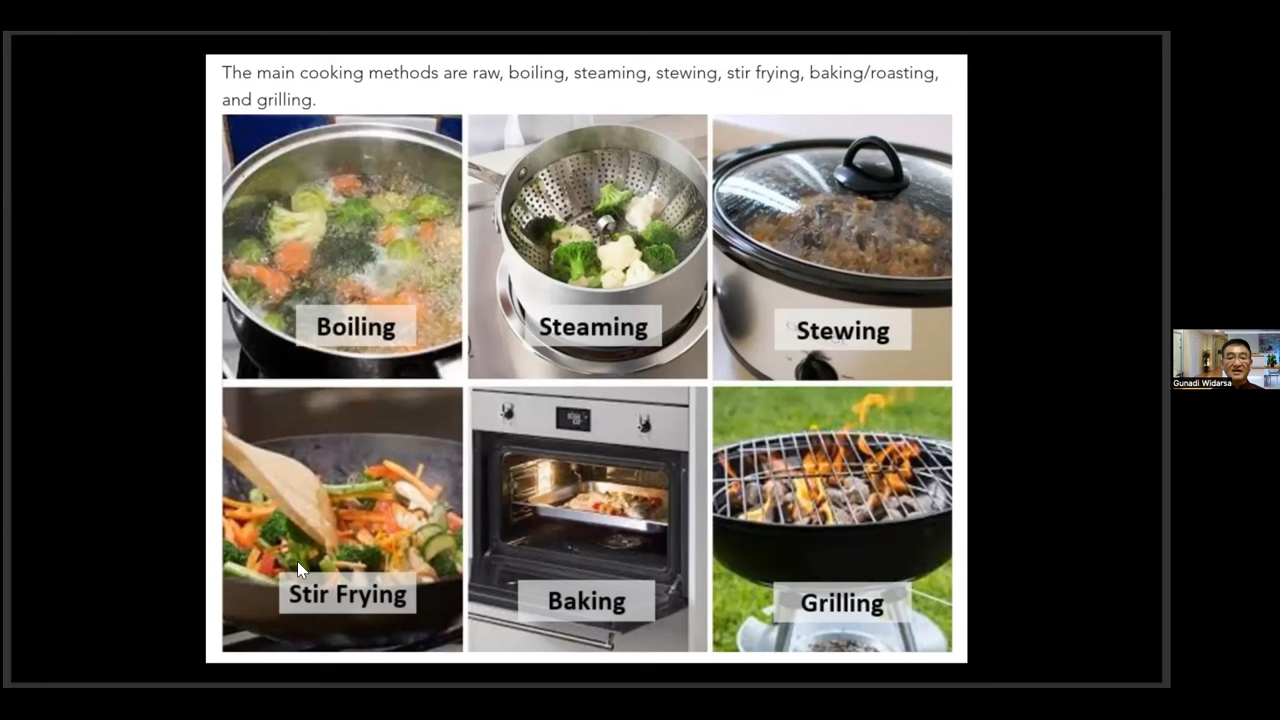 The main cooking methods are raw, boiling, steaming, stewing, stir frying, baking/roasting,
and grilling.
Boiling
Steaming
Stewing
Stir Frying
Baking
Grilling
Gunadi Widarsa